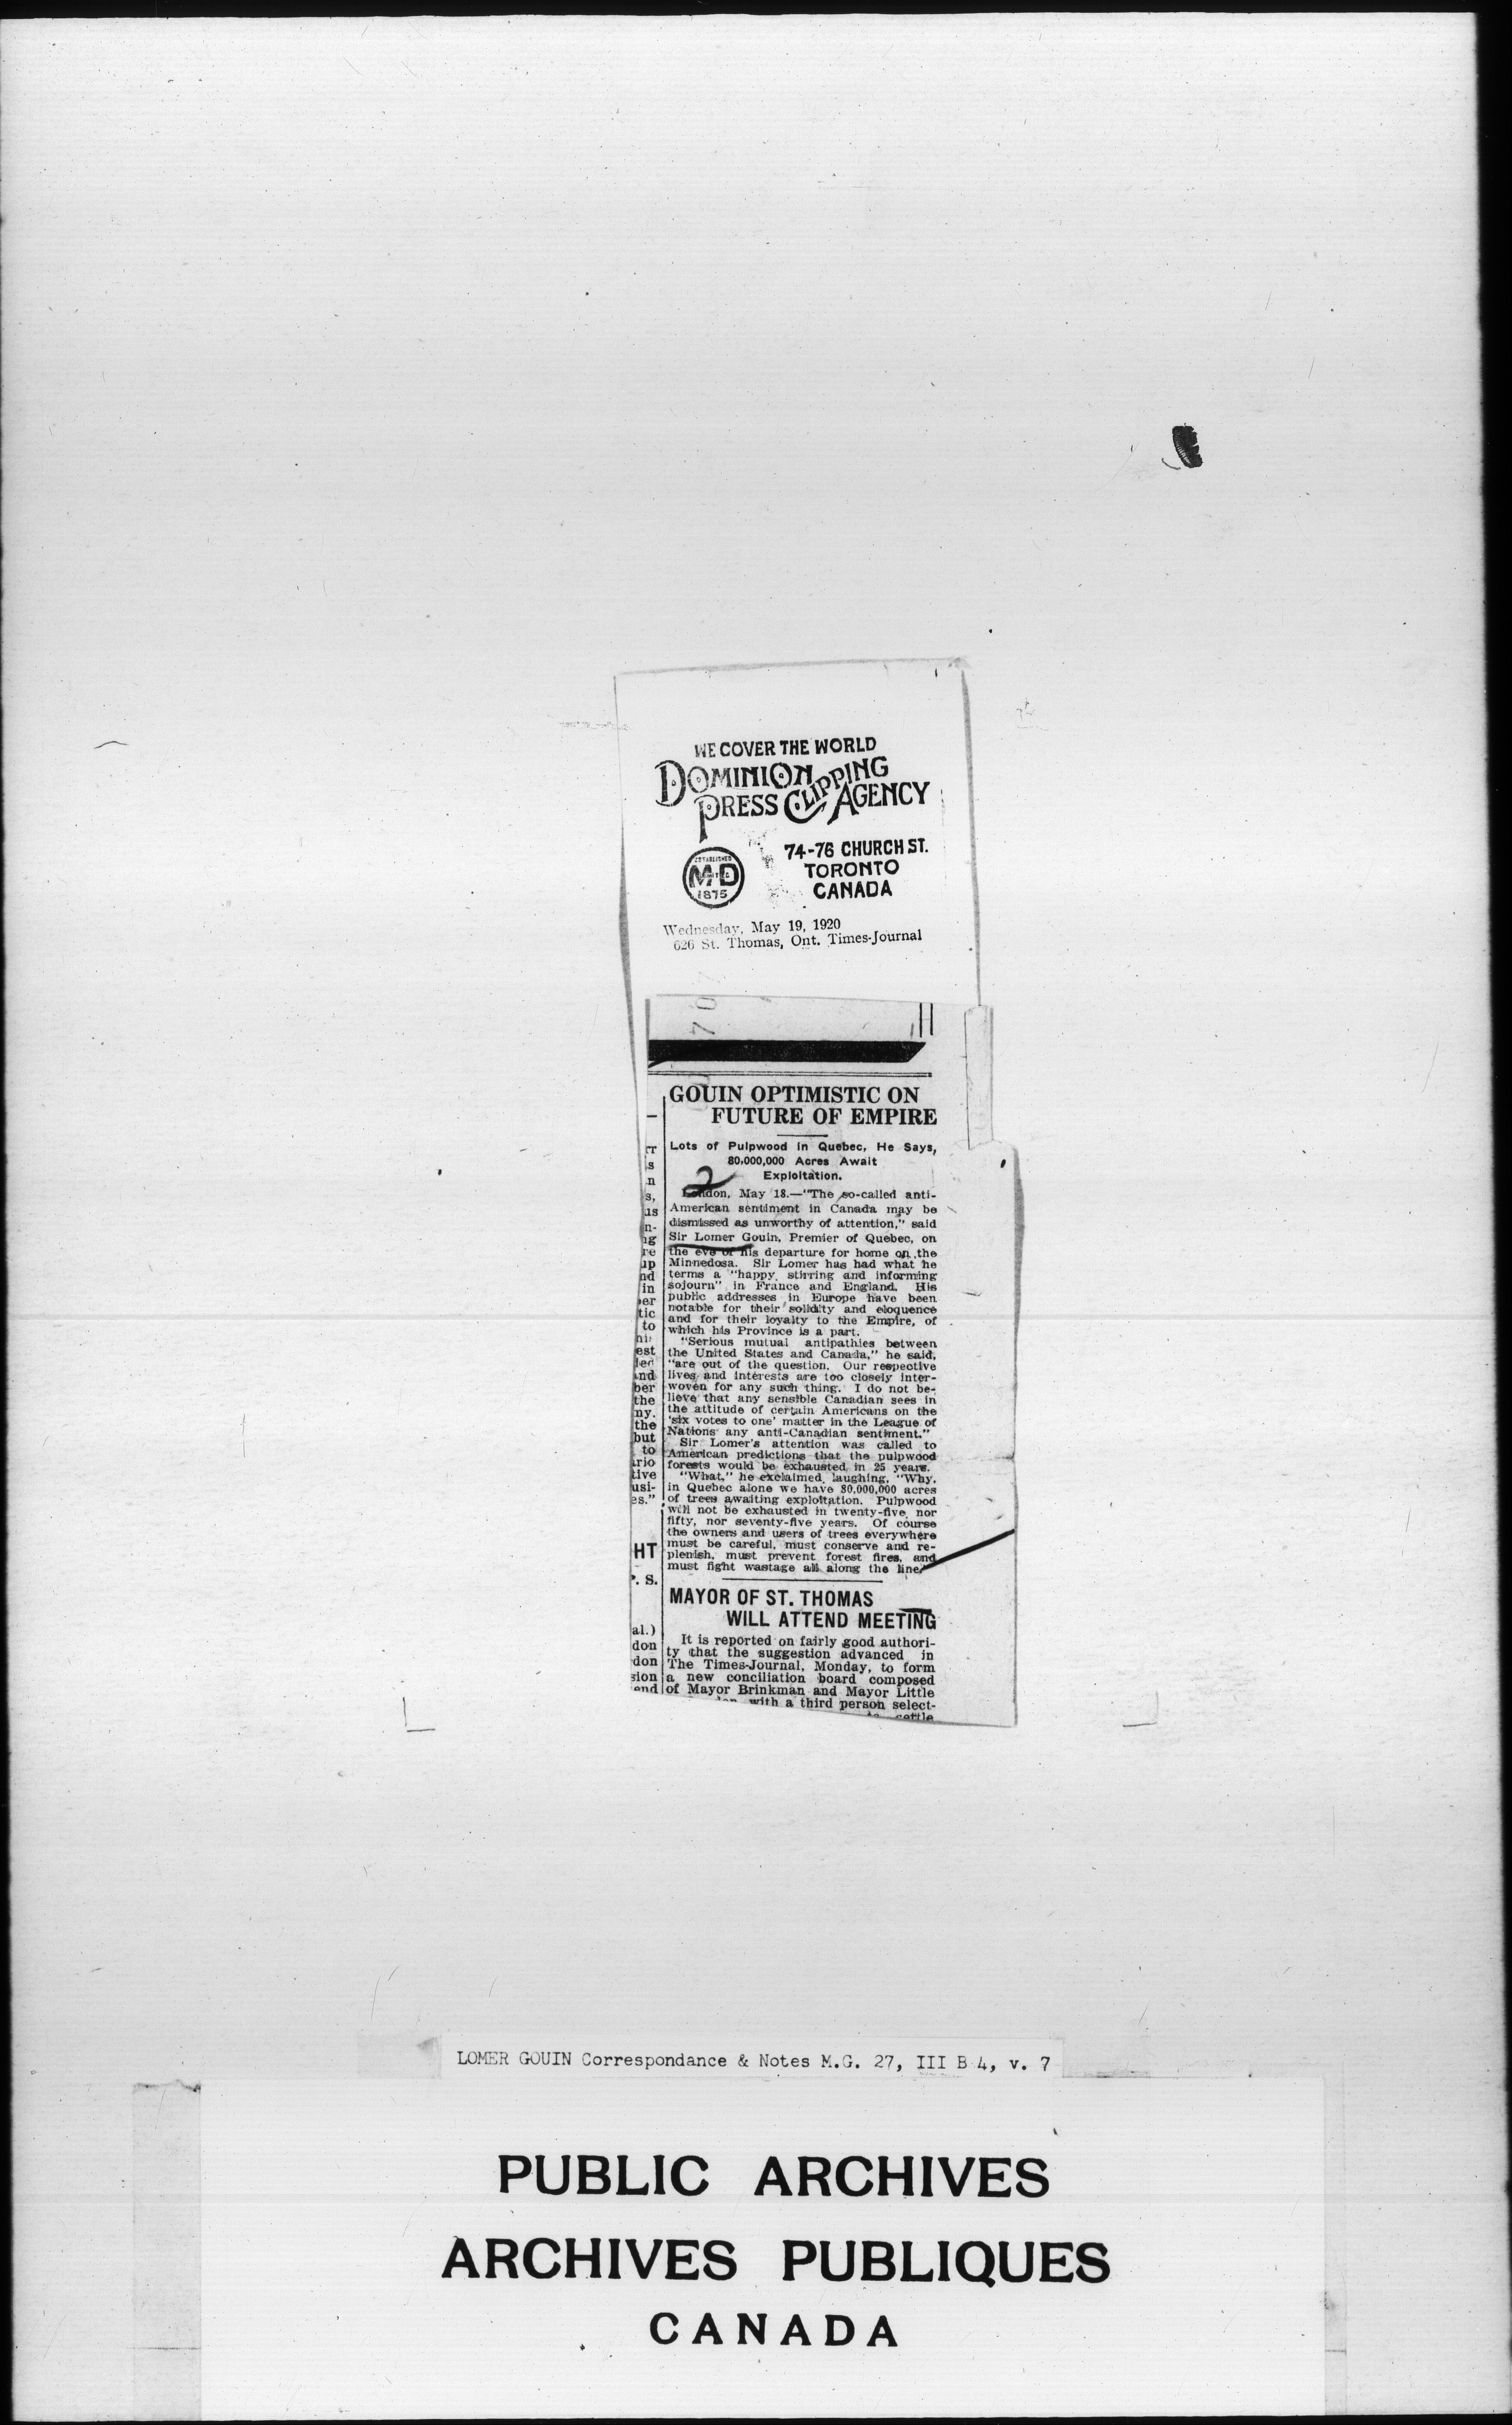 WE COVER THE WORLD
DOMINION
PRESS CLIPPING AGENCY
ESTABLISHED
M&D
1875
74-76 CHURCH ST.
TORONTO
CANADA
Wednesday, May 19, 1920
626 St. Thomas, Ont. Times-Journal
GOUIN OPTIMISTIC ON
FUTURE OF EMPIRE
Lots of Pulpwood in Quebec, He Says,
80,000,000 Acres Await
Exploitation.
2
London, May 18.—"The so-called anti-
American sentiment in Canada may be
dismissed as unworthy of attention," said
Sir Lomer Gouin, Premier of Quebec, on
the eve of his departure for home on the
Minnedosa. Sir Lomer has had what he
terms a "happy, stirring and informing
sojourn" in France and England. His
public addresses in Europe have been
notable for their solidity and eloquence
and for their loyalty to the Empire, of
which his Province is a part.
"Serious mutual antipathies between
the United States and Canada," he said,
"are out of the question. Our respective
lives and interests are too closely inter-
woven for any such thing. I do not be-
lieve that any sensible Canadian sees in
the attitude of certain Americans on the
'six votes to one' matter in the League of
Nations any anti-Canadian sentiment."
Sir Lomer's attention was called to
American predictions that the pulpwood
forests would be exhausted in 25 years.
"What," he exclaimed, laughing, "Why,
in Quebec alone we have 80,000,000 acres
of trees awaiting exploitation. Pulpwood
will not be exhausted in twenty-five, nor
fifty, nor seventy-five years. Of course
the owners and users of trees everywhere
must be careful, must conserve and re-
plenish, must prevent forest fires, and
must fight wastage all along the line
MAYOR OF ST. THOMAS
WILL ATTEND MEETING
It is reported on fairly good authori-
ty that the suggestion advanced in
The Times-Journal, Monday, to form
a new conciliation board composed
of Mayor Brinkman and Mayor Little
with a third person select-
settle
LOMER GOUIN Correspondance & Notes M.G. 27, III B 4, v. 7
PUBLIC ARCHIVES
ARCHIVES PUBLIQUES
CANADA